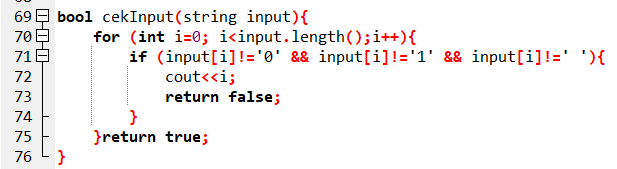 69 bool cekInput(string input){
70 for (int i=0; i<input.length();i++){
71 if (input[i]!='0' && input[i]!='1' && input[i]!=' '){
72 cout<<i;
73 return false;
74 }
75 }return true;
76 }